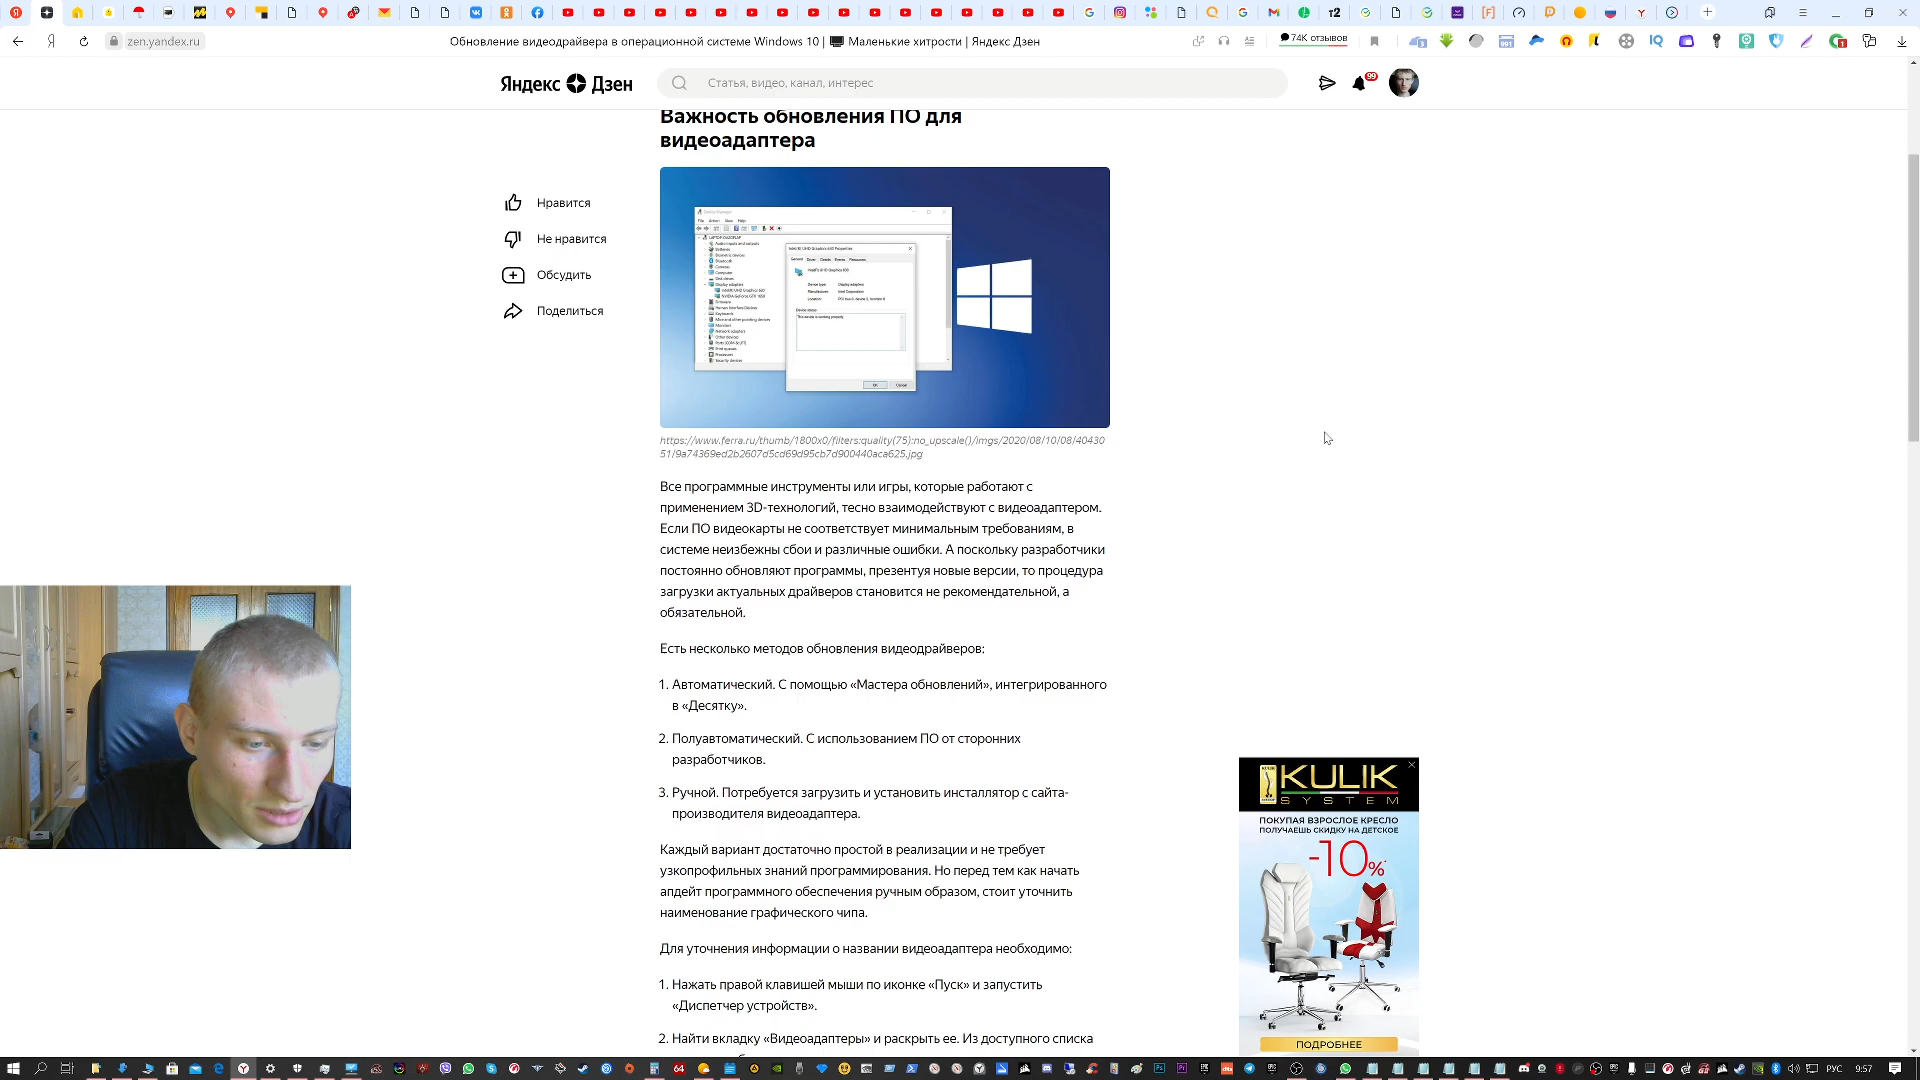 zen.yandex.ru
Обновление видеодрайвера в операционной системе Windows 10 | 🖥 Маленькие хитрости | Яндекс Дзен
74K отзывов
Яндекс Дзен
Статья, видео, канал, интерес
99
Важность обновления ПО для
видеоадаптера
Нравится
Не нравится
Обсудить
Поделиться
https://www.ferra.ru/thumb/1800x0/filters:quality(75):no_upscale()/imgs/2020/08/10/08/40430
51/9a74369ed2b2607d5cd69d95cb7d900440aca625.jpg
Все программные инструменты или игры, которые работают с
применением 3D-технологий, тесно взаимодействуют с видеоадаптером.
Если ПО видеокарты не соответствует минимальным требованиям, в
системе неизбежны сбои и различные ошибки. А поскольку разработчики
постоянно обновляют программы, презентуя новые версии, то процедура
загрузки актуальных драйверов становится не рекомендательной, а
обязательной.
Есть несколько методов обновления видеодрайверов:
1. Автоматический. С помощью «Мастера обновлений», интегрированного
в «Десятку».
2. Полуавтоматический. С использованием ПО от сторонних
разработчиков.
3. Ручной. Потребуется загрузить и установить инсталлятор с сайта-
производителя видеоадаптера.
Каждый вариант достаточно простой в реализации и не требует
узкопрофильных знаний программирования. Но перед тем как начать
апдейт программного обеспечения ручным образом, стоит уточнить
наименование графического чипа.
Для уточнения информации о названии видеоадаптера необходимо:
1. Нажать правой клавишей мыши по иконке «Пуск» и запустить
«Диспетчер устройств».
2. Найти вкладку «Видеоадаптеры» и раскрыть ее. Из доступного списка
KULIK
SYSTEM
ПОКУПАЯ ВЗРОСЛОЕ КРЕСЛО
ПОЛУЧАЕШЬ СКИДКУ НА ДЕТСКОЕ
-10%*
ПОДРОБНЕЕ
РУС
9:57